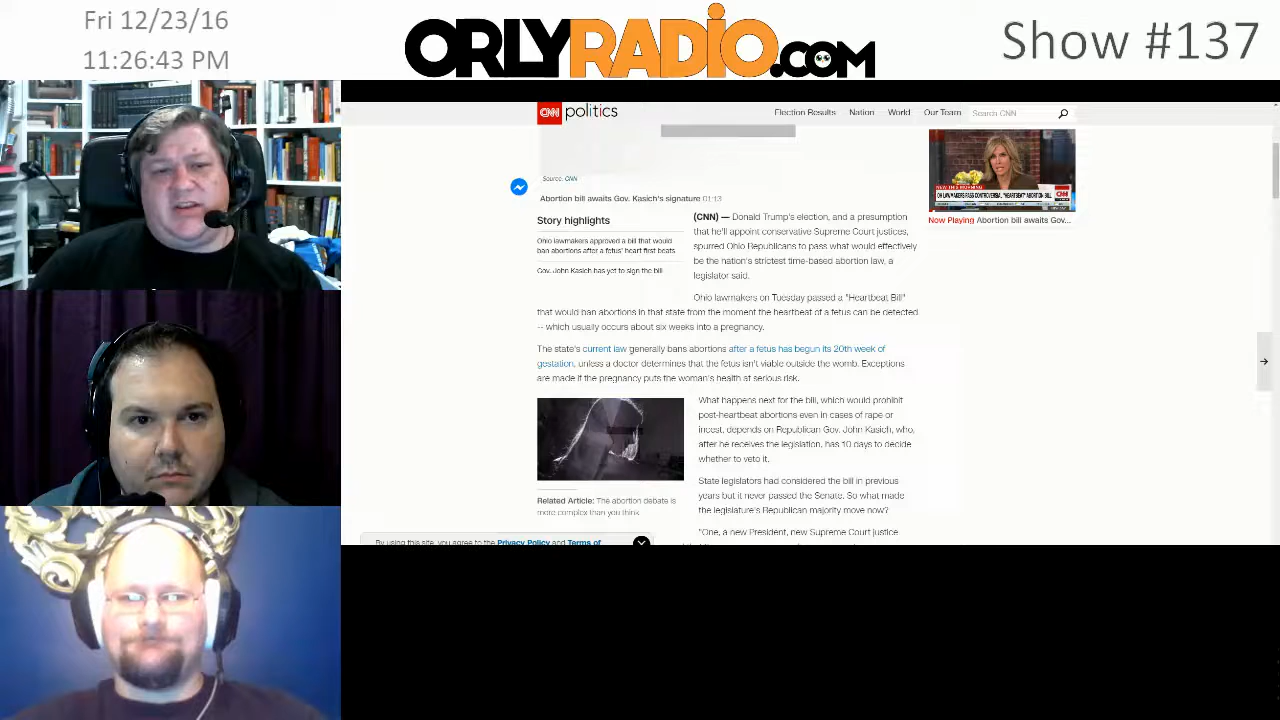 Fri 12/23/16
11:26:43 PM
ORLYRADiO.COM
Show #137
CNN politics
Election Results Nation World Our Team Search CNN
Source: CNN
Abortion bill awaits Gov. Kasich's signature 01:13
Story highlights
Ohio lawmakers approved a bill that would
ban abortions after a fetus' heart first beats
Gov. John Kasich has yet to sign the bill
(CNN) — Donald Trump's election, and a presumption
that he'll appoint conservative Supreme Court justices,
spurred Ohio Republicans to pass what would effectively
be the nation's strictest time-based abortion law, a
legislator said.
Ohio lawmakers on Tuesday passed a "Heartbeat Bill"
that would ban abortions in that state from the moment the heartbeat of a fetus can be detected
-- which usually occurs about six weeks into a pregnancy.
The state's current law generally bans abortions after a fetus has begun its 20th week of
gestation, unless a doctor determines that the fetus isn't viable outside the womb. Exceptions
are made if the pregnancy puts the woman's health at serious risk.
What happens next for the bill, which would prohibit
post-heartbeat abortions even in cases of rape or
incest, depends on Republican Gov. John Kasich, who,
after he receives the legislation, has 10 days to decide
whether to veto it.
Related Article: The abortion debate is
more complex than you think
State legislators had considered the bill in previous
years but it never passed the Senate. So what made
the legislature's Republican majority move now?
"One, a new President, new Supreme Court justice
NEW THIS MORNING
OH LAWMAKERS PASS CONTROVERSIAL "HEARTBEAT" ABORTION BILL
CNN
Now Playing Abortion bill awaits Gov...
By using this site, you agree to the Privacy Policy and Terms of